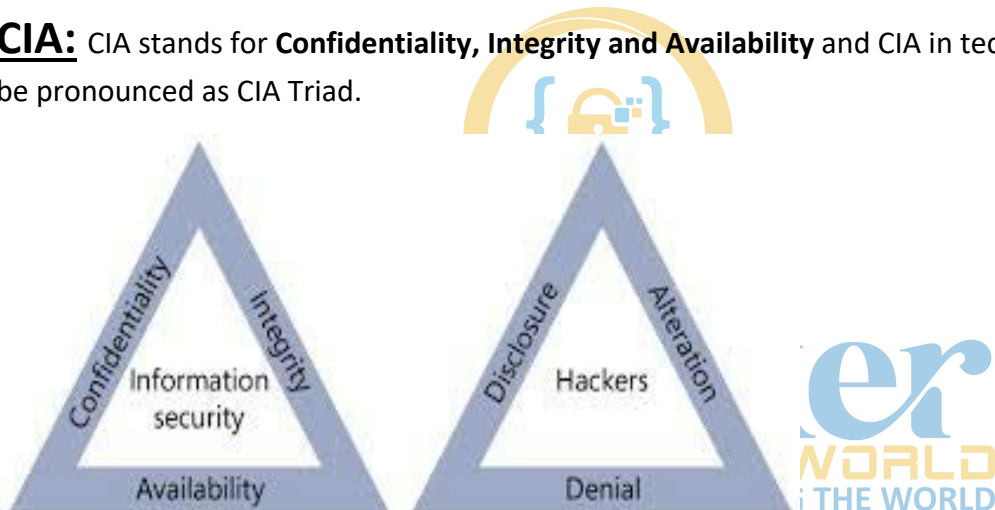 CIA: CIA stands for Confidentiality, Integrity and Availability and CIA in
be pronounced as CIA Triad.
Confidentiality
Integrity
Information
security
Availability
Disclosure
Alteration
Hackers
Denial
er
WORLD
THE WORLD